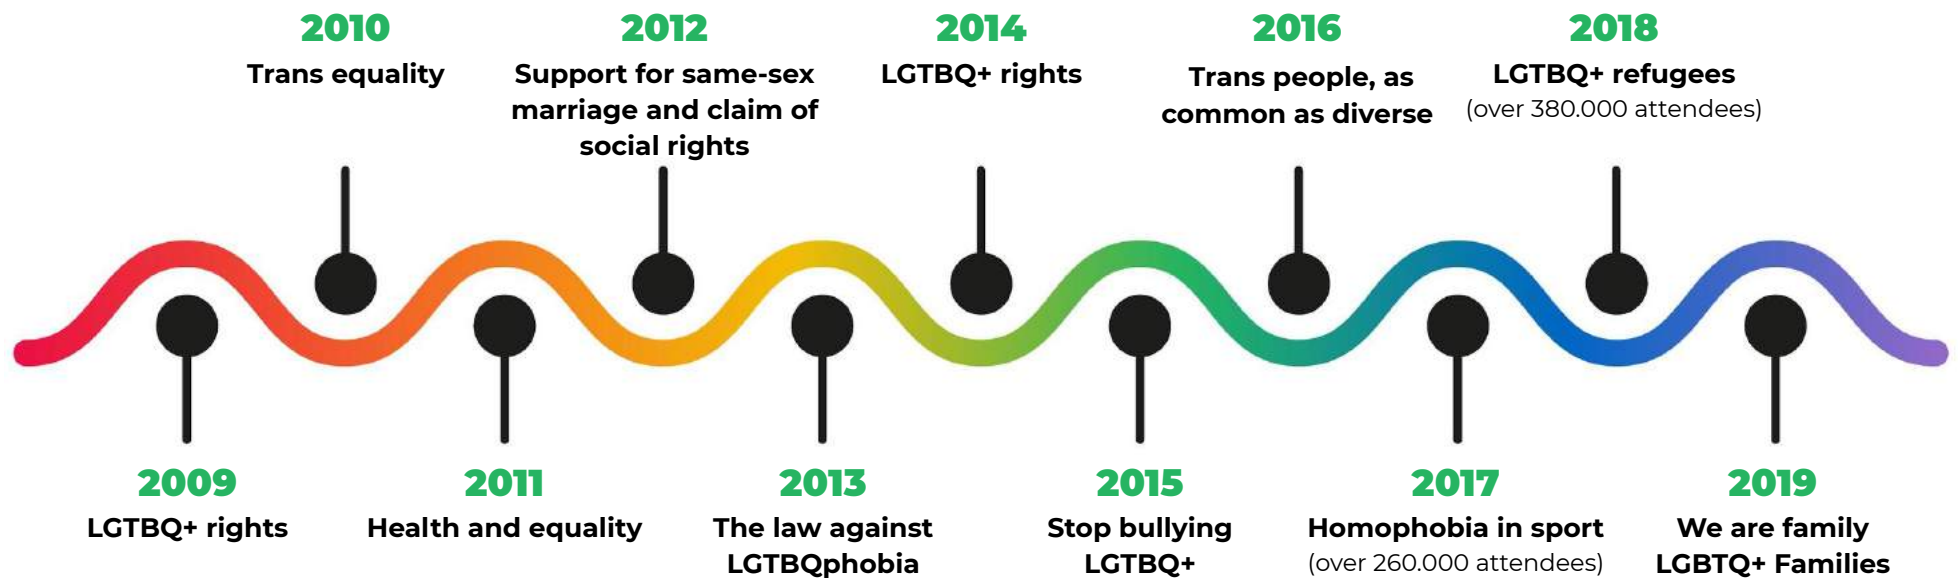 2010
Trans equality
2012
Support for same-sex
marriage and claim of
social rights
2014
LGTBQ+ rights
2016
Trans people, as
common as diverse
2018
LGTBQ+ refugees
(over 380.000 attendees)
2009
LGTBQ+ rights
2011
Health and equality
2013
The law against
LGTBQphobia
2015
Stop bullying
LGTBQ+
2017
Homophobia in sport
(over 260.000 attendees)
2019
We are family
LGBTQ+ Families